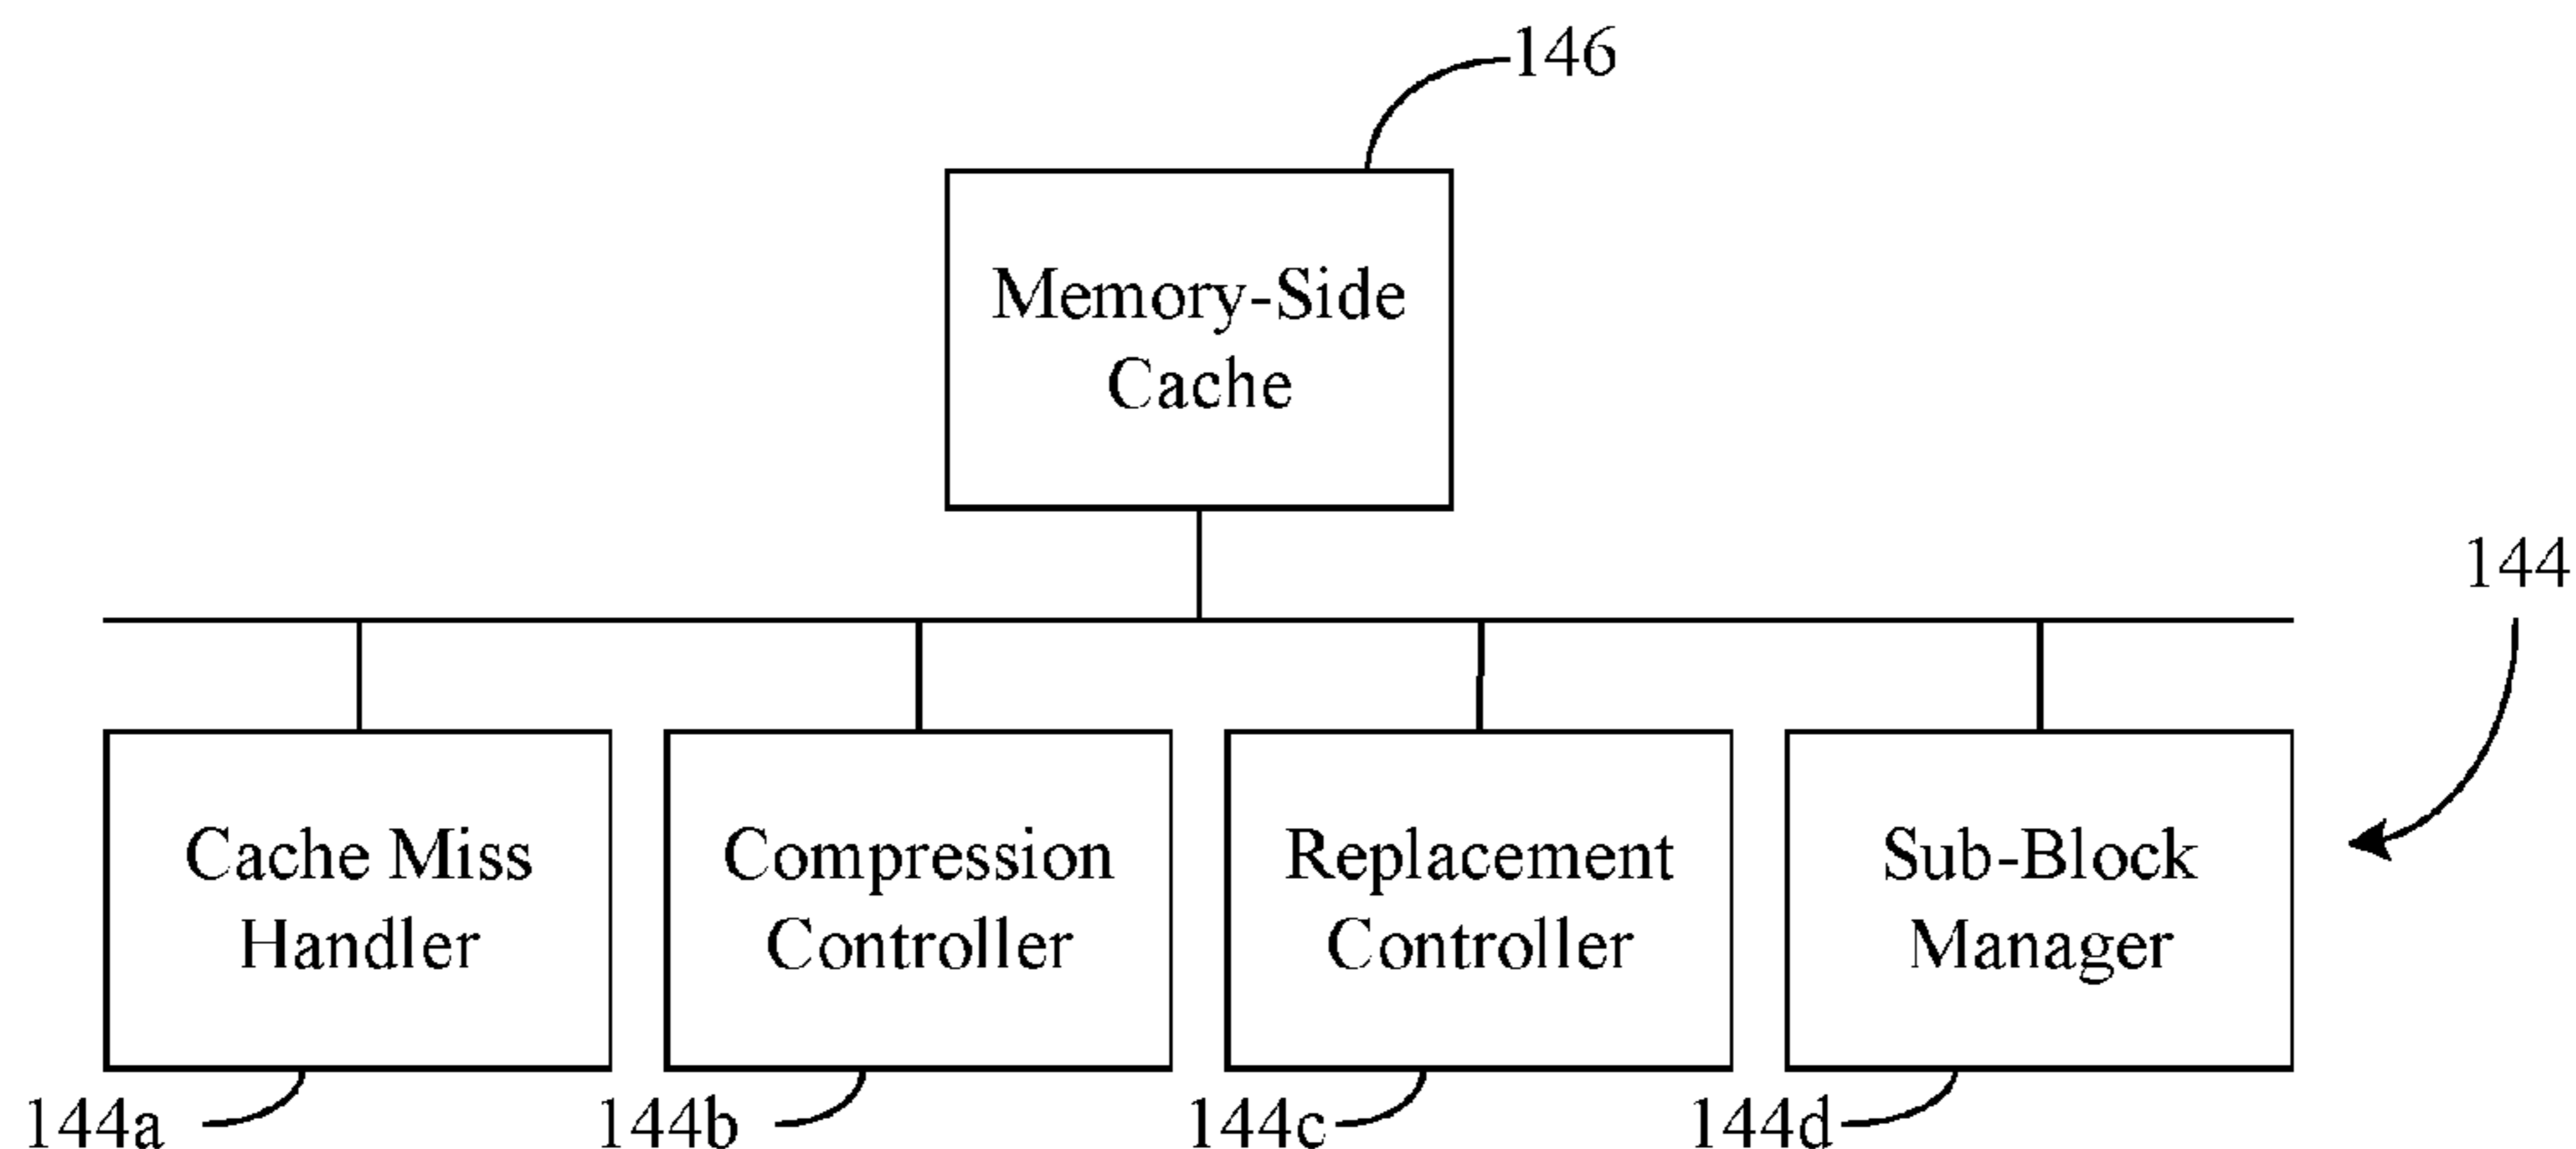 146
Memory-Side
Cache
144
Cache Miss
Handler
Compression
Controller
Replacement
Controller
Sub-Block
Manager
144a
144b
144c
144d